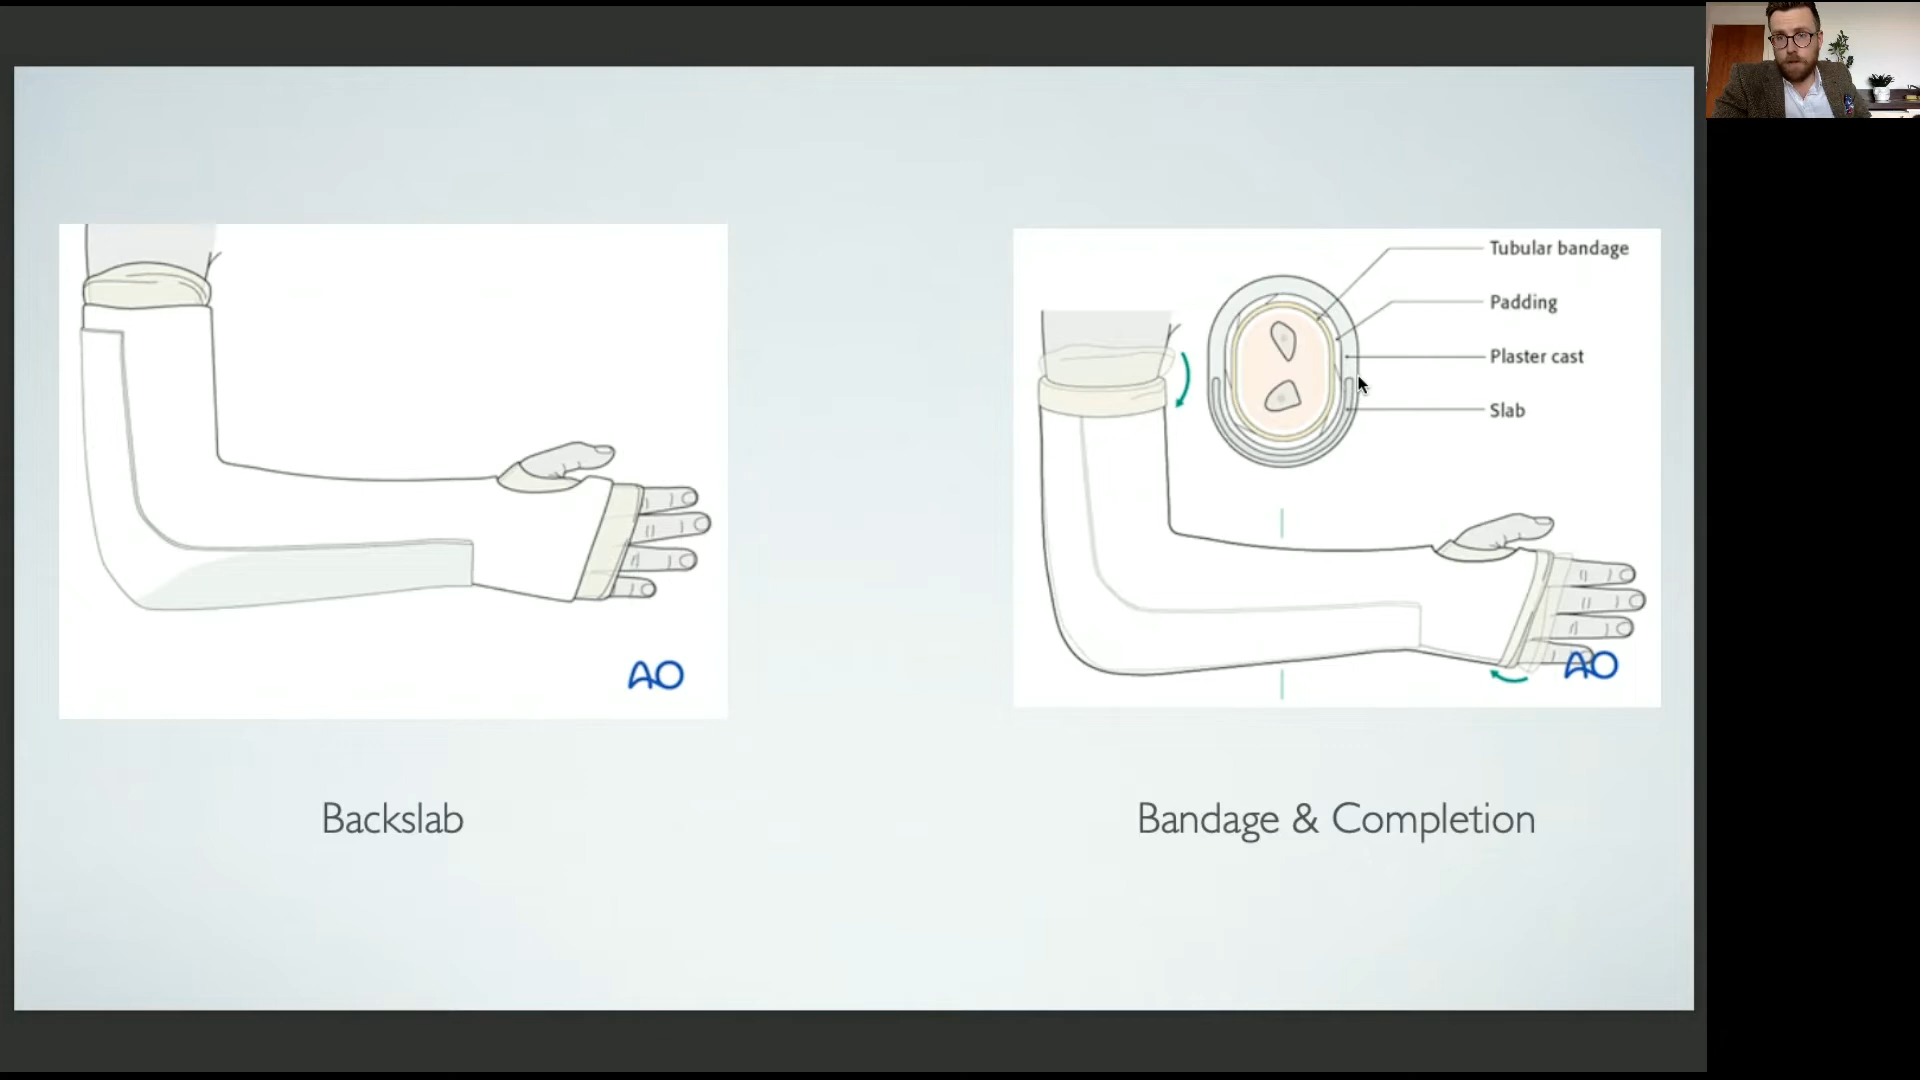 Tubular bandage
Padding
Plaster cast
Slab
AO
AO
Backslab
Bandage & Completion